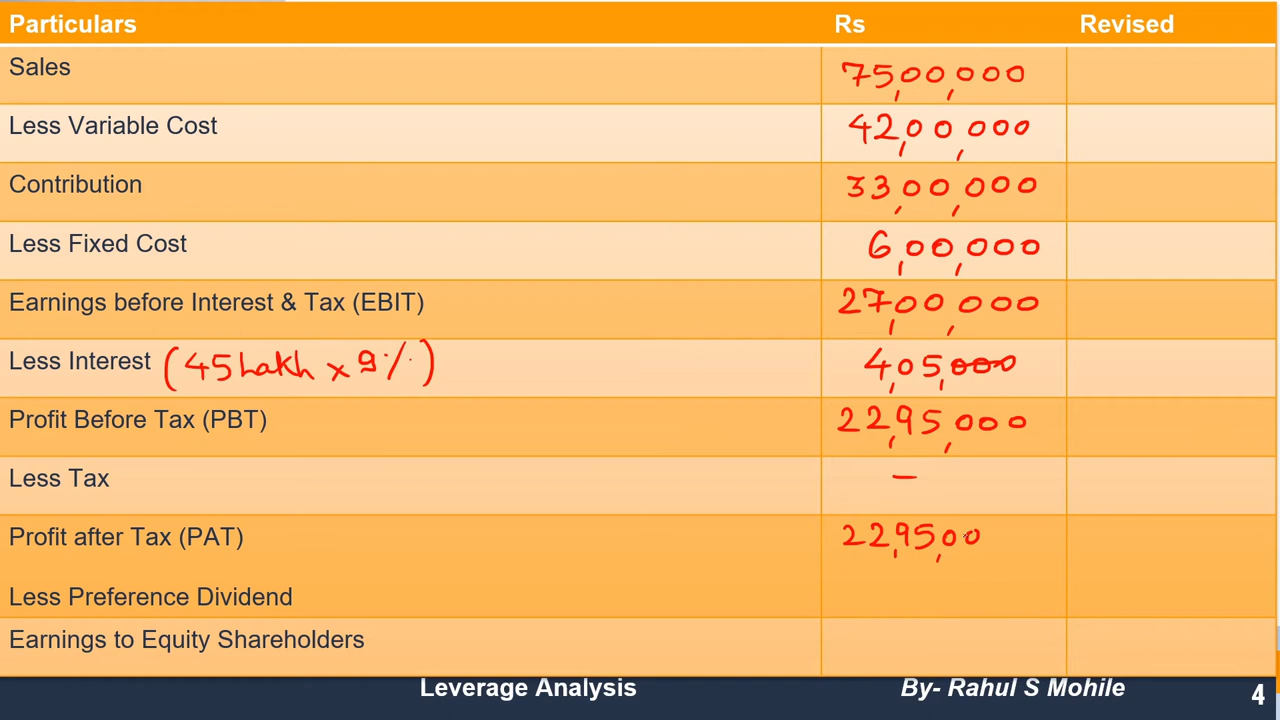 Particulars Rs Revised
Sales 75,00,000
Less Variable Cost 42,00,000
Contribution 33,00,000
Less Fixed Cost 6,00,000
Earnings before Interest & Tax (EBIT) 27,00,000
Less Interest (45 Lakh x 9%) 4,05,000
Profit Before Tax (PBT) 22,95,000
Less Tax –
Profit after Tax (PAT) 22,95,00
Less Preference Dividend
Earnings to Equity Shareholders
Leverage Analysis By- Rahul S Mohile 4